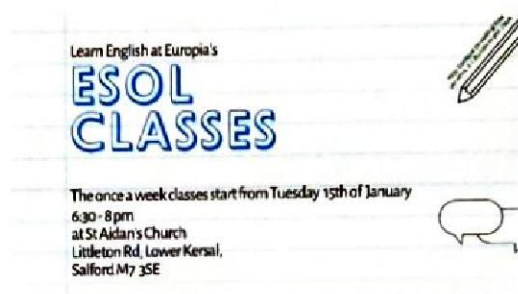 Learn English at Europia's
ESOL
CLASSES
The once a week classes start from Tuesday 15th of January
6:30 - 8pm
at St Aidan's Church
Littleton Rd, Lower Kersal,
Salford M7 3SE